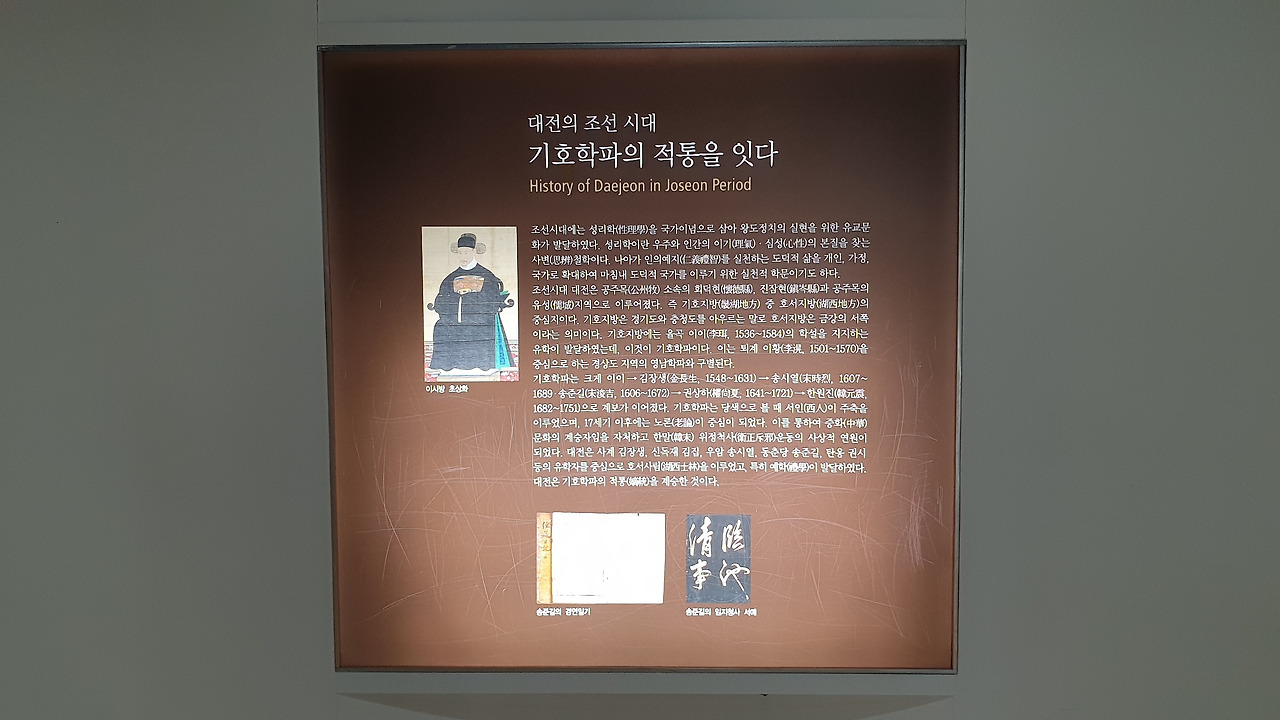 대전의 조선 시대
기호학파의 적통을 잇다
History of Daejeon in Joseon Period
조선시대에는 성리학(性理學)을 국가이념으로 삼아 왕도정치의 실현을 위한 유교문
화가 발달하였다. 성리학이란 우주와 인간의 이기(理氣)·심성(心性)의 본질을 찾는
사변(思辨)철학이다. 나아가 인의예지(仁義禮智)를 실천하는 도덕적 삶을 개인, 가정,
국가로 확대하여 마침내 도덕적 국가를 이루기 위한 실천적 학문이기도 하다.
조선시대 대전은 공주목(公州牧) 소속의 회덕현(懷德縣), 진잠현(鎭岑縣)과 공주목의
유성(儒城)지역으로 이루어졌다. 즉 기호지방(畿湖地方) 중 호서지방(湖西地方)의
중심지이다. 기호지방은 경기도와 충청도를 아우르는 말로 호서지방은 금강의 서쪽
이라는 의미이다. 기호지방에는 율곡 이이(李珥, 1536~1584)의 학설을 지지하는
유학이 발달하였는데, 이것이 기호학파이다. 이는 퇴계 이황(李滉, 1501~1570)을
중심으로 하는 경상도 지역의 영남학파와 구별된다.
기호학파는 크게 이이→김장생(金長生, 1548~1631)→송시열(宋時烈, 1607~
1689·송준길(宋浚吉, 1606~1672)→권상하(權尙夏, 1641~1721)→한원진(韓元震,
1682~1751)으로 계보가 이어졌다. 기호학파는 당색으로 볼 때 서인(西人)이 주축을
이루었으며, 17세기 이후에는 노론(老論)이 중심이 되었다. 이를 통하여 중화(中華)
문화의 계승자임을 자처하고 한말(韓末) 위정척사(衛正斥邪)운동의 사상적 연원이
되었다. 대전은 사계 김장생, 신독재 김집, 우암 송시열, 동춘당 송준길, 탄옹 권시
등의 유학자를 중심으로 호서사림(湖西士林)을 이루었고, 특히 예학(禮學)이 발달하였다.
대전은 기호학파의 적통(嫡統)을 계승한 것이다.
이시방 초상화
臨池
淸事
송준길의 경연일기
송준길의 임지청사 서예